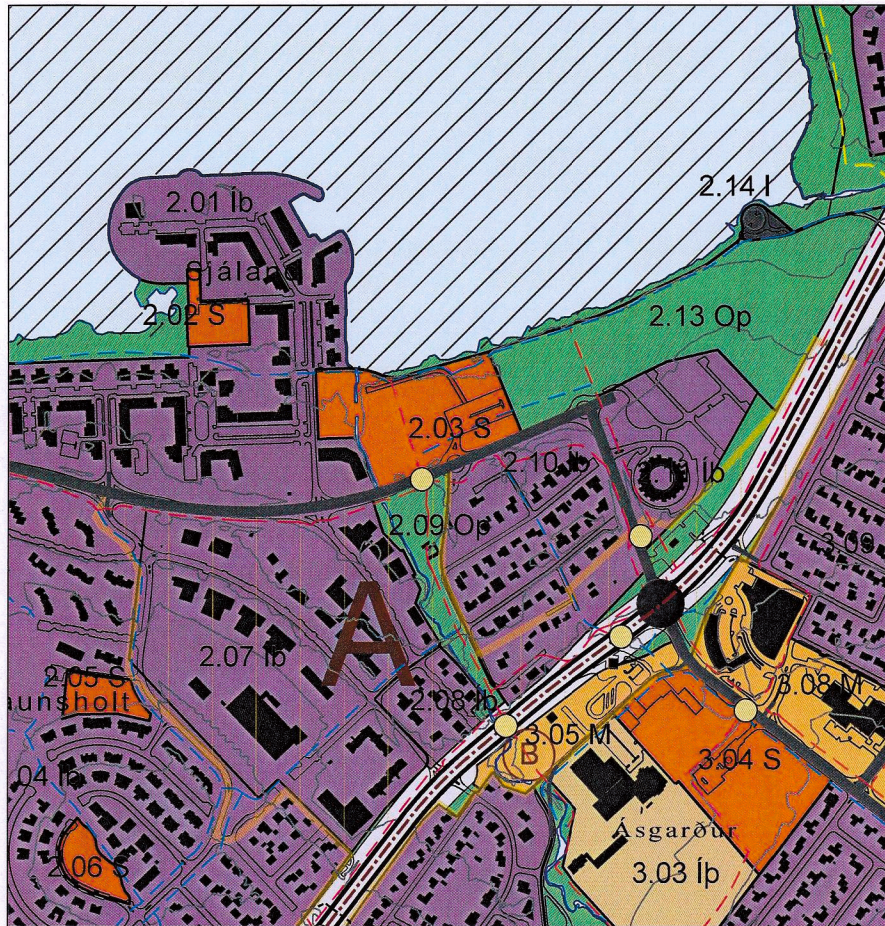 2.14 I
2.01 Íb
Sjáland
2.02 S
2.13 Op
2.03 S
2.10 Íb
Íb
2.09 Op
3.09
A
2.07 Íb
2.05 S
aunsholt
2.08 Íb
3.08 M
3.05 M
B
3.04 S
.04 Íb
Ásgarður
2.06 S
3.03 Íþ